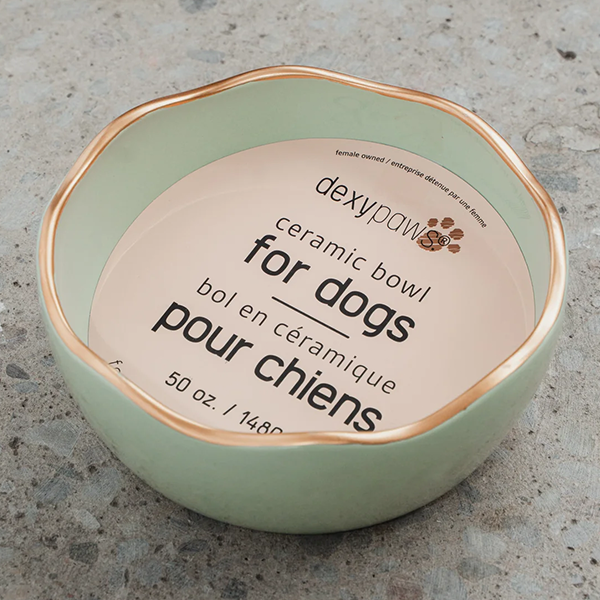 female owned / entreprise détenue par une femme
dexypaws®
ceramic bowl
for dogs
bol en céramique
pour chiens
50 oz. / 1480